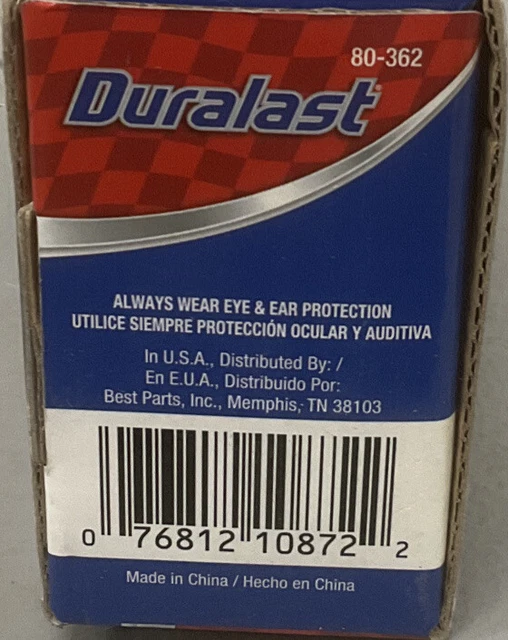 80-362
Duralast
ALWAYS WEAR EYE & EAR PROTECTION
UTILICE SIEMPRE PROTECCIÓN OCULAR Y AUDITIVA
In U.S.A., Distributed By: /
En E.U.A., Distribuido Por:
Best Parts, Inc., Memphis, TN 38103
0 76812 10872 2
Made in China / Hecho en China